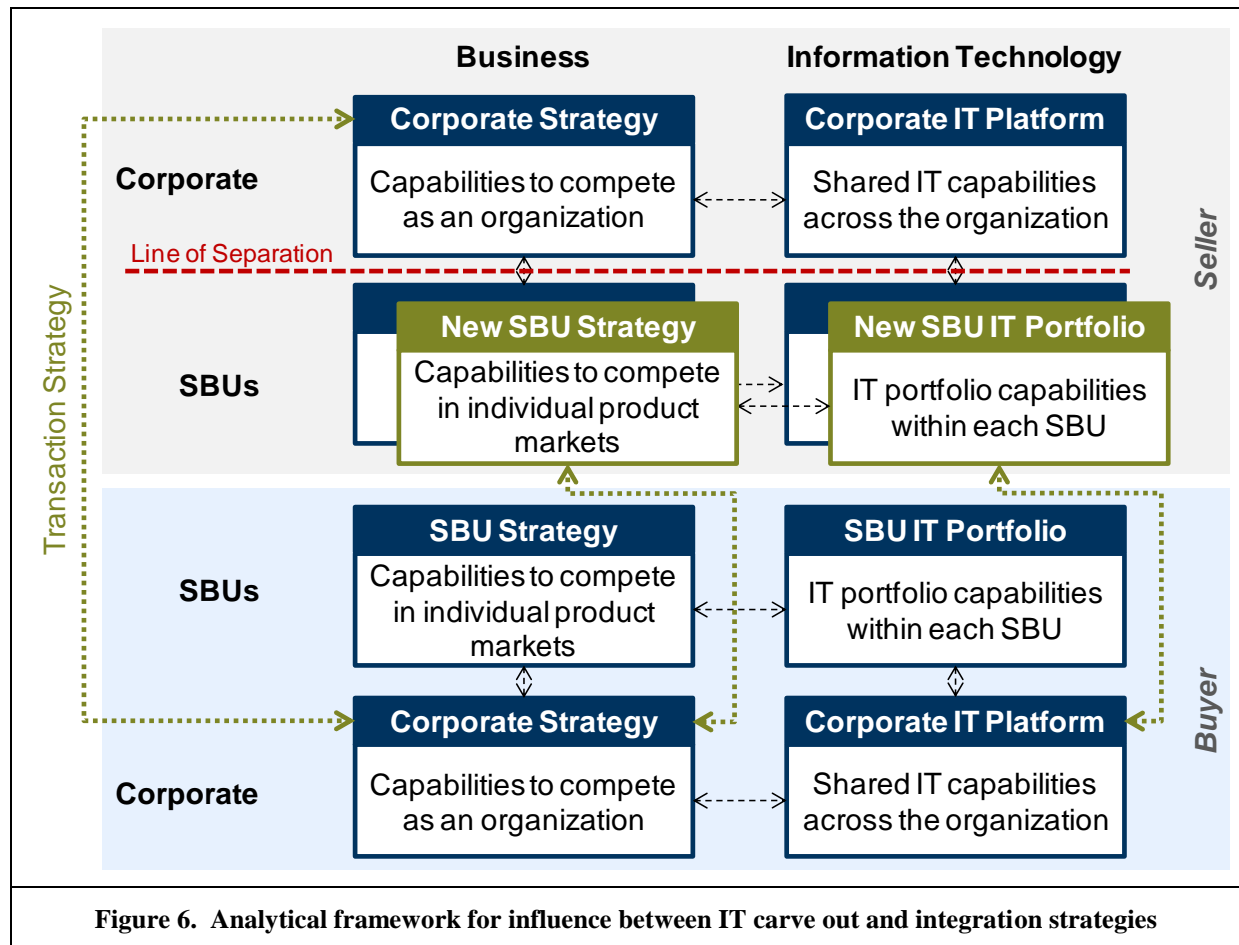 Business
Information Technology
Transaction Strategy
Corporate
Corporate Strategy
Capabilities to compete
as an organization
Corporate IT Platform
Shared IT capabilities
across the organization
Seller
Line of Separation
SBUs
New SBU Strategy
Capabilities to compete
in individual product
markets
New SBU IT Portfolio
IT portfolio capabilities
within each SBU
SBUs
SBU Strategy
Capabilities to compete
in individual product
markets
SBU IT Portfolio
IT portfolio capabilities
within each SBU
Buyer
Corporate
Corporate Strategy
Capabilities to compete
as an organization
Corporate IT Platform
Shared IT capabilities
across the organization
Figure 6. Analytical framework for influence between IT carve out and integration strategies